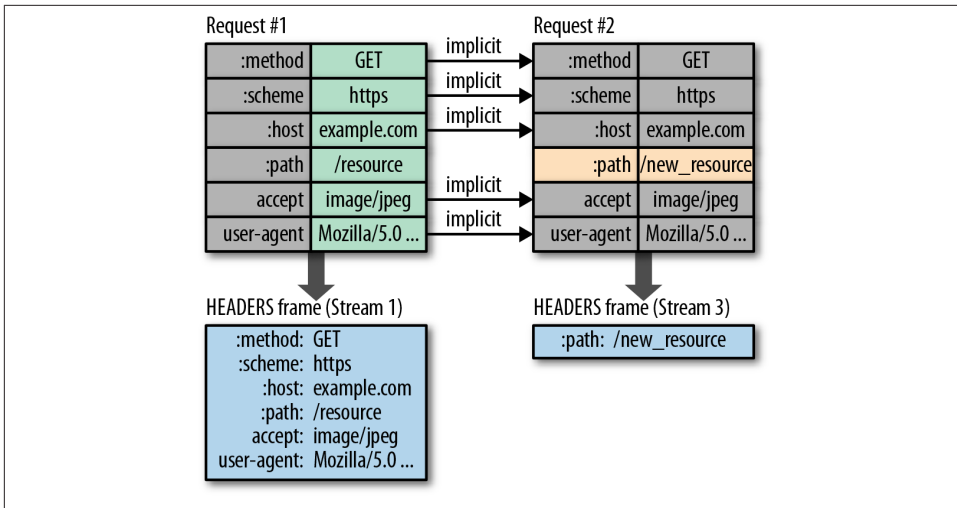 Request #1
:method GET
:scheme https
:host example.com
:path /resource
accept image/jpeg
user-agent Mozilla/5.0 ...
implicit
implicit
implicit
implicit
implicit
Request #2
:method GET
:scheme https
:host example.com
:path /new_resource
accept image/jpeg
user-agent Mozilla/5.0 ...
HEADERS frame (Stream 1)
:method: GET
:scheme: https
:host: example.com
:path: /resource
accept: image/jpeg
user-agent: Mozilla/5.0 ...
HEADERS frame (Stream 3)
:path: /new_resource